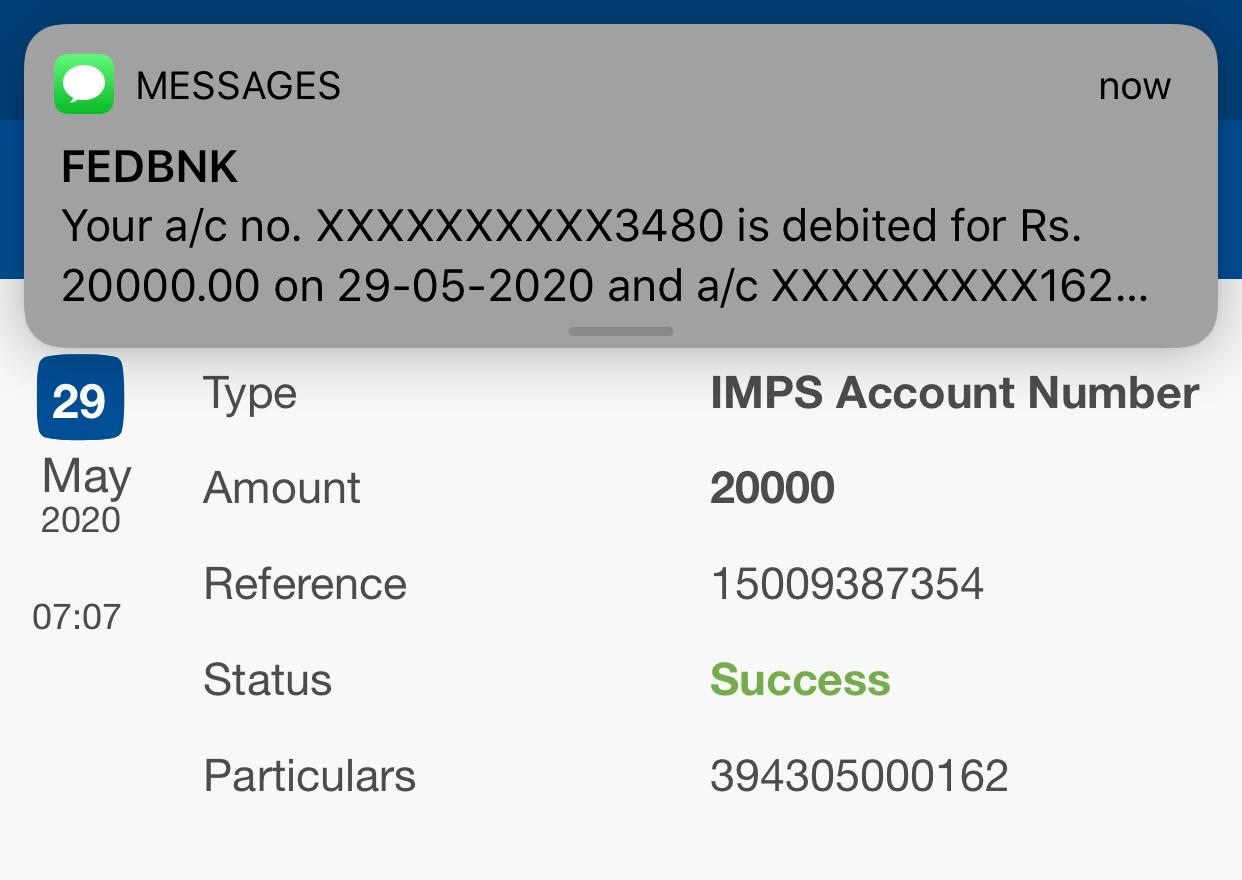 MESSAGES now
FEDBNK
Your a/c no. XXXXXXXXXX3480 is debited for Rs.
20000.00 on 29-05-2020 and a/c XXXXXXXXX162...
29 Type IMPS Account Number
May
2020
Amount 20000
Reference 15009387354
07:07
Status Success
Particulars 394305000162